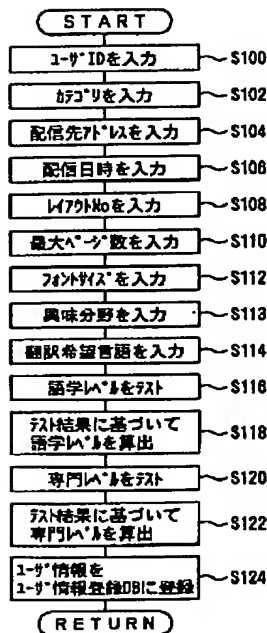 START
ﾕｰｻﾞIDを入力
S100
ｶﾃｺﾞﾘを入力
S102
配信先ｱﾄﾞﾚｽを入力
S104
配信日時を入力
S106
ﾚｲｱｳﾄNoを入力
S108
最大ﾍﾟｰｼﾞ数を入力
S110
ﾌｫﾝﾄｻｲｽﾞを入力
S112
興味分野を入力
S113
翻訳希望言語を入力
S114
語学ﾚﾍﾞﾙをﾃｽﾄ
S116
ﾃｽﾄ結果に基づいて
語学ﾚﾍﾞﾙを算出
S118
専門ﾚﾍﾞﾙをﾃｽﾄ
S120
ﾃｽﾄ結果に基づいて
専門ﾚﾍﾞﾙを算出
S122
ﾕｰｻﾞ情報を
ﾕｰｻﾞ情報登録DBに登録
S124
RETURN